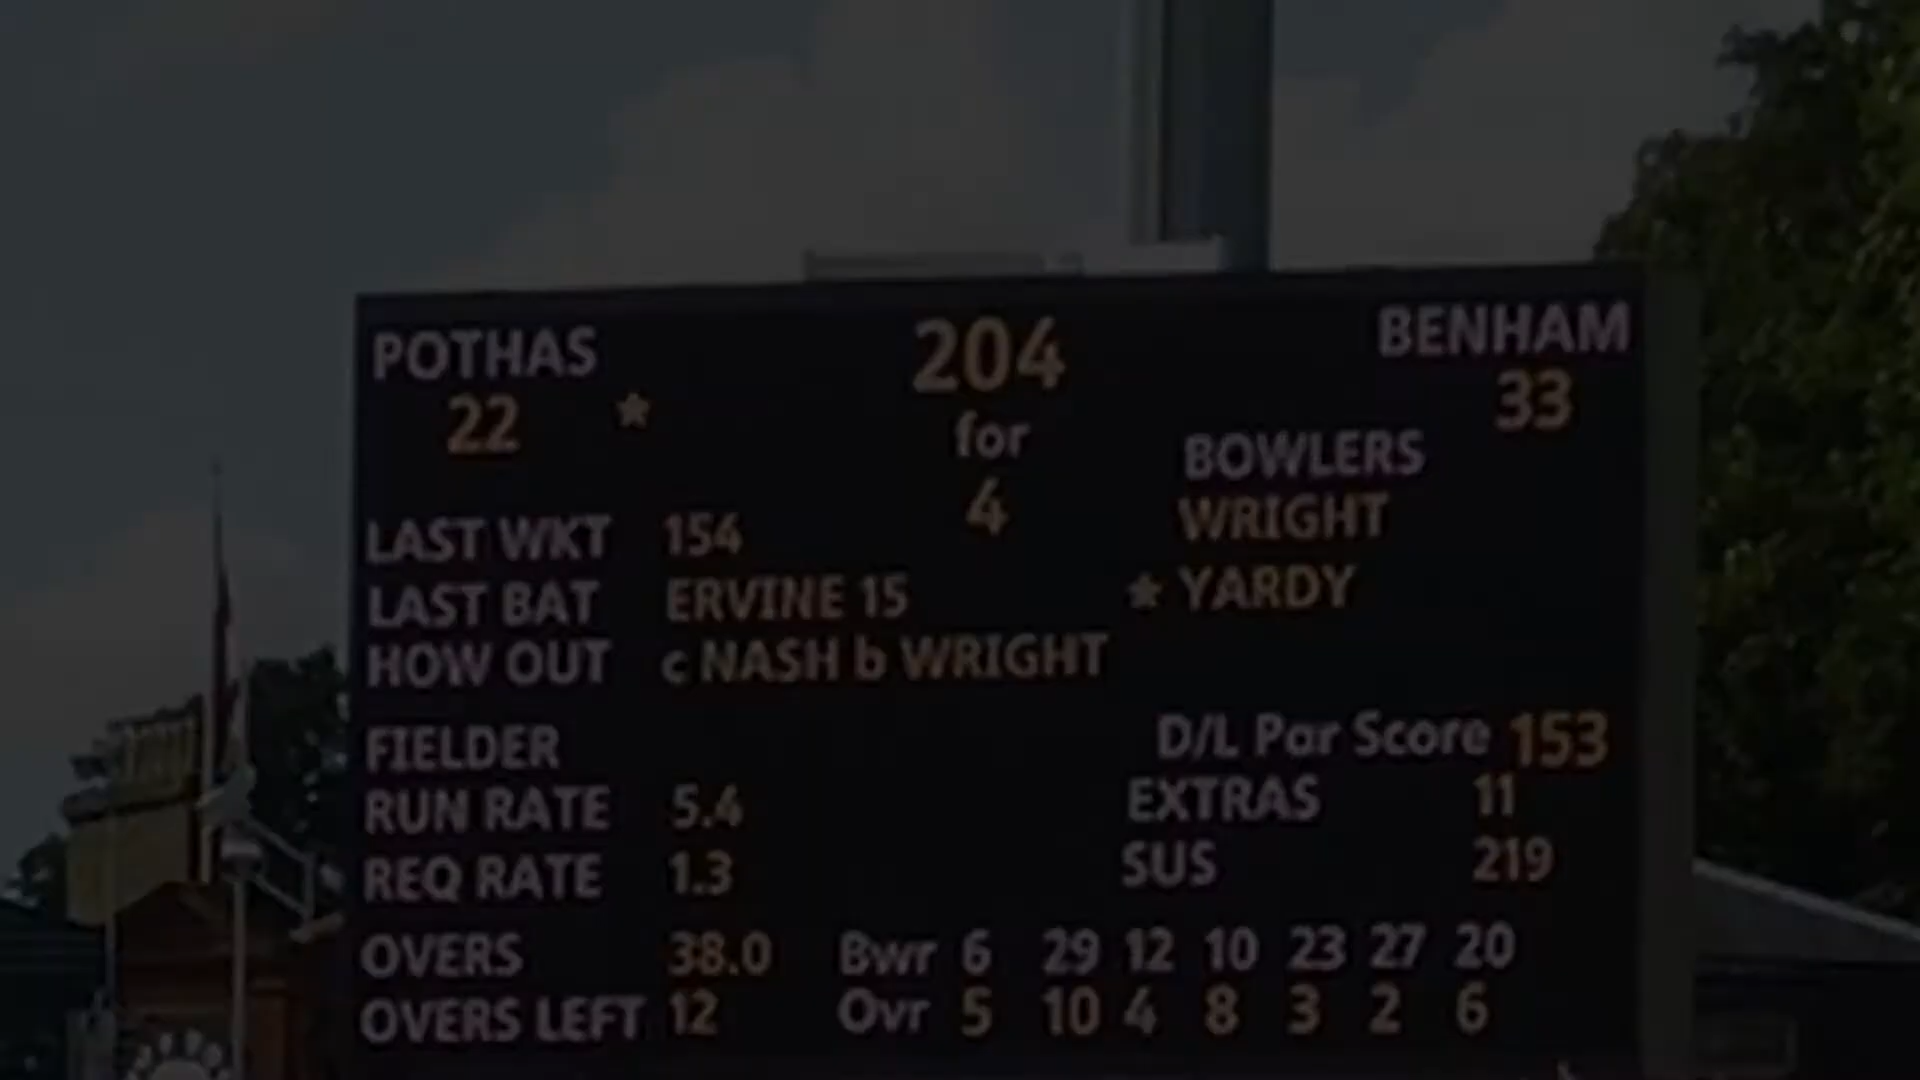 POTHAS 204 BENHAM
22 ★ for 33
4 BOWLERS
LAST WKT 154 WRIGHT
LAST BAT ERVINE 15 ★ YARDY
HOW OUT c NASH b WRIGHT
FIELDER D/L Par Score 153
RUN RATE 5.4 EXTRAS 11
REQ RATE 1.3 SUS 219
OVERS 38.0 Bwr 6 29 12 10 23 27 20
OVERS LEFT 12 Ovr 5 10 4 8 3 2 6